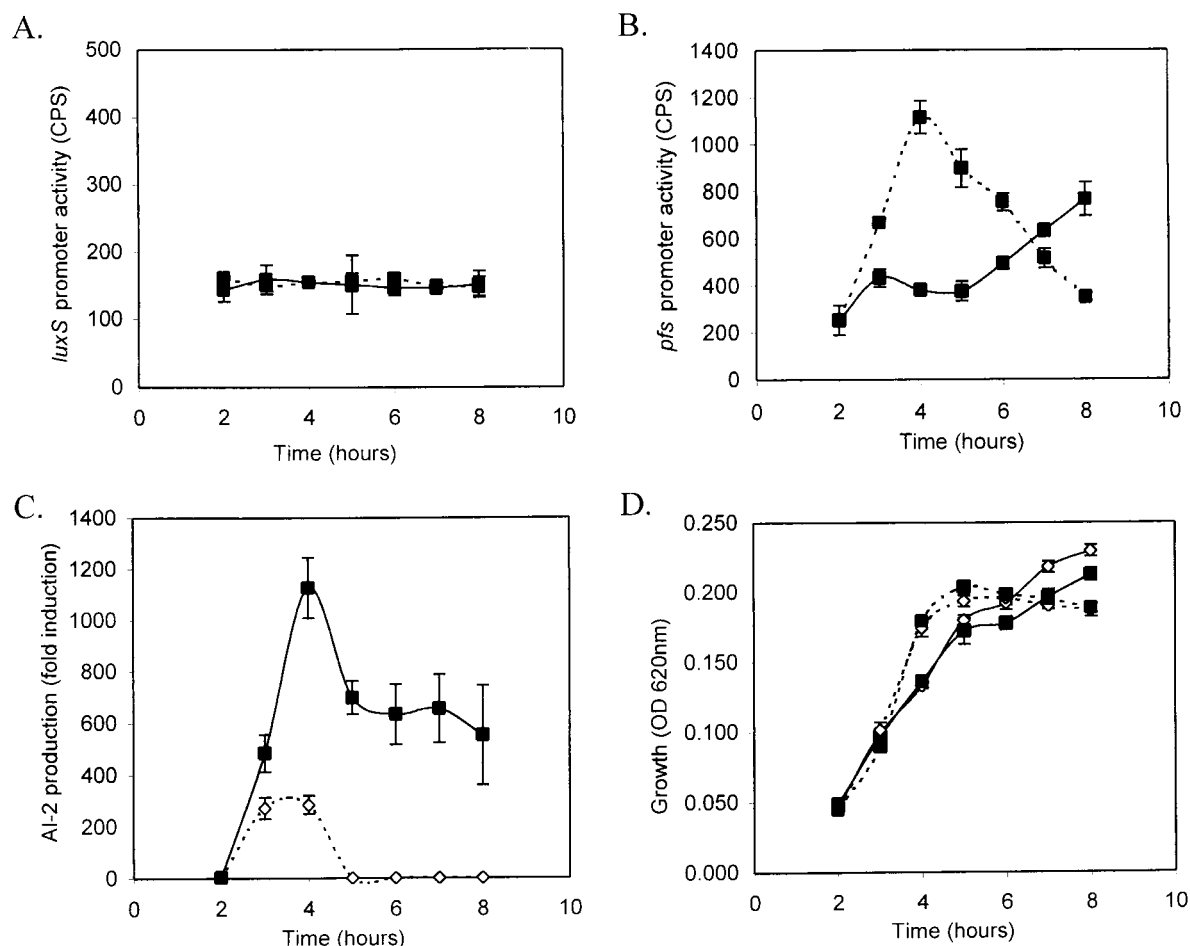 A.
500
400
300
200
100
0
0 2 4 6 8 10
luxS promoter activity (CPS)
Time (hours)
B.
1400
1200
1000
800
600
400
200
0
0 2 4 6 8 10
pfs promoter activity (CPS)
Time (hours)
C.
1400
1200
1000
800
600
400
200
0
0 2 4 6 8 10
AI-2 production (fold induction)
Time (hours)
D.
0.250
0.200
0.150
0.100
0.050
0.000
0 2 4 6 8 10
Growth (OD 620nm)
Time (hours)